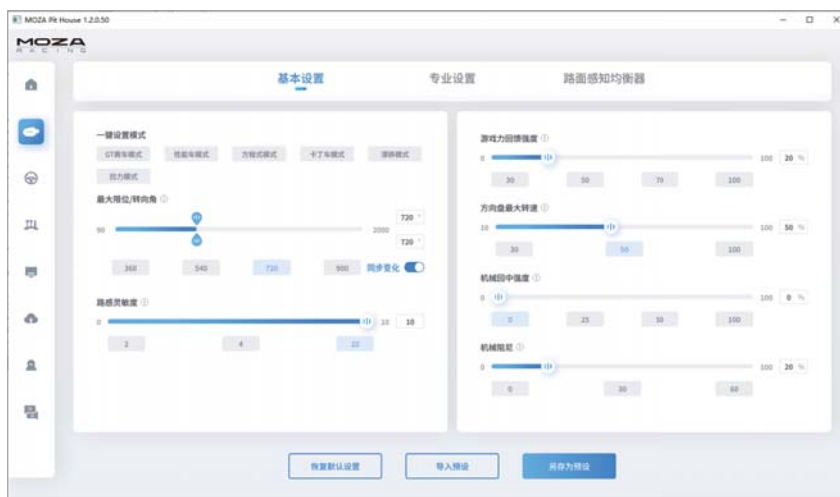 MOZA Pit House 1.2.0.50
MOZA
RACING
基本设置 专业设置 路面感知均衡器
一键设置模式
GT赛车模式 性能车模式 方程式模式 卡丁车模式 漂移模式
拉力模式
最大限位/转向角
90 2000 720 °
720 °
360 540 720 900 同步变化
路感灵敏度
0 10 10
2 4 10
游戏力回馈强度
0 100 20 %
30 50 70 100
方向盘最大转速
10 100 50 %
30 50 100
机械回中强度
0 100 0 %
0 25 50 100
机械阻尼
0 100 20 %
0 30 60
恢复默认设置 导入预设 另存为预设